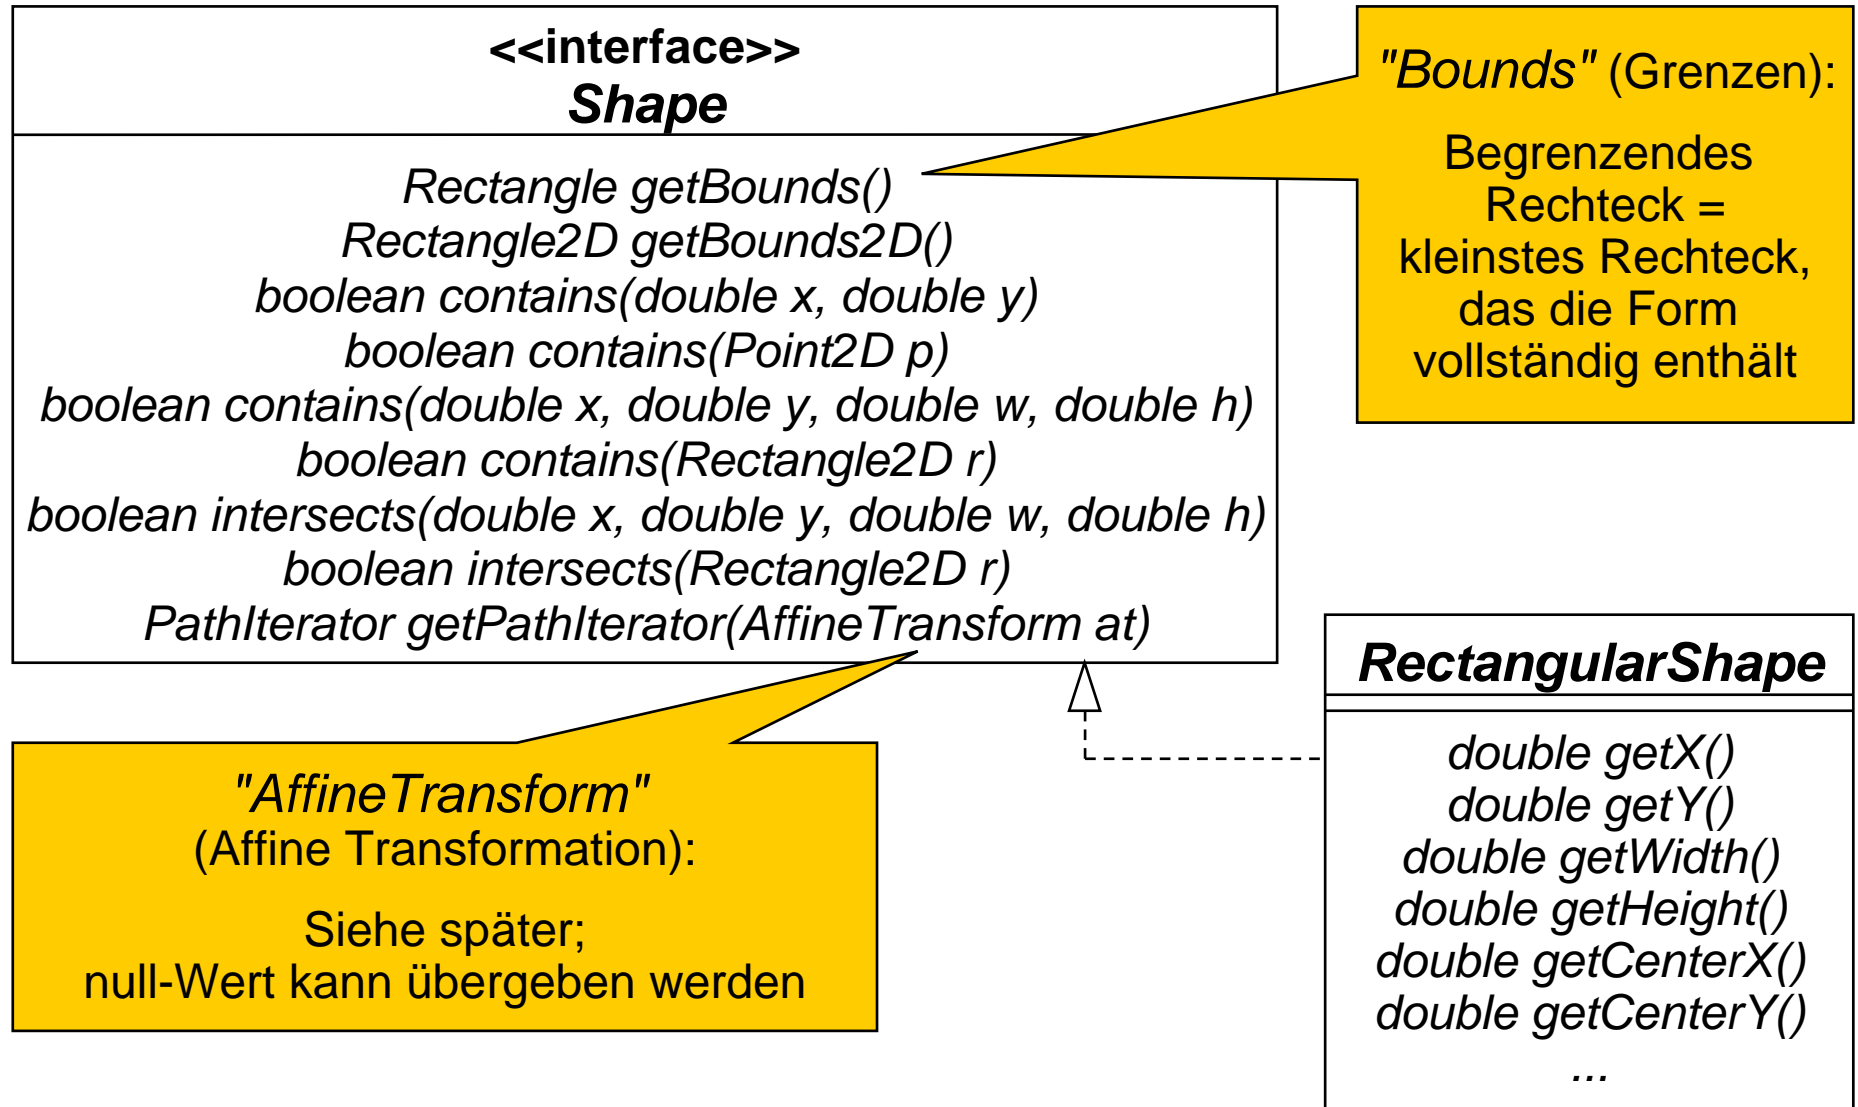 <<interface>>
Shape
Rectangle getBounds()
Rectangle2D getBounds2D()
boolean contains(double x, double y)
boolean contains(Point2D p)
boolean contains(double x, double y, double w, double h)
boolean contains(Rectangle2D r)
boolean intersects(double x, double y, double w, double h)
boolean intersects(Rectangle2D r)
PathIterator getPathIterator(AffineTransform at)
"Bounds" (Grenzen):
Begrenzendes
Rechteck =
kleinstes Rechteck,
das die Form
vollständig enthält
"AffineTransform"
(Affine Transformation):
Siehe später;
null-Wert kann übergeben werden
RectangularShape
double getX()
double getY()
double getWidth()
double getHeight()
double getCenterX()
double getCenterY()
...